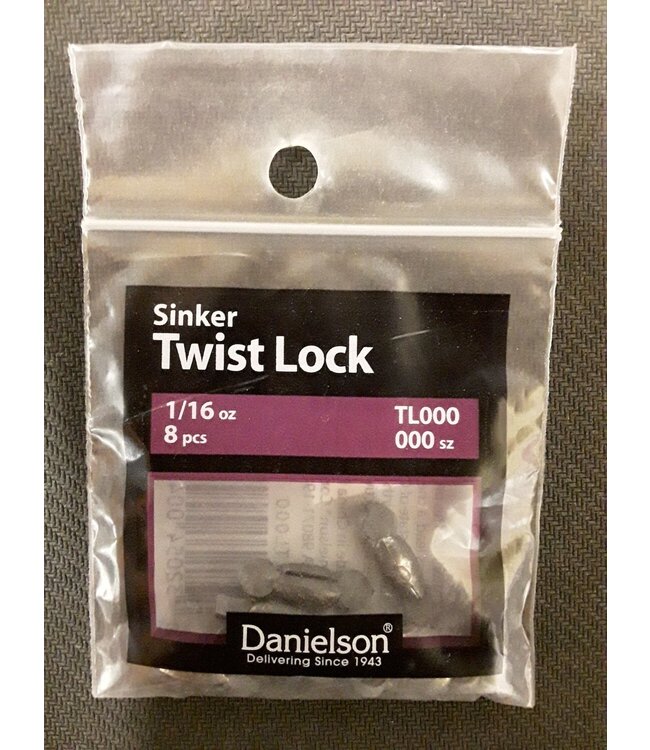 Sinker
Twist Lock
1/16 oz
8 pcs
TL000
000 sz
Danielson®
Delivering Since 1943